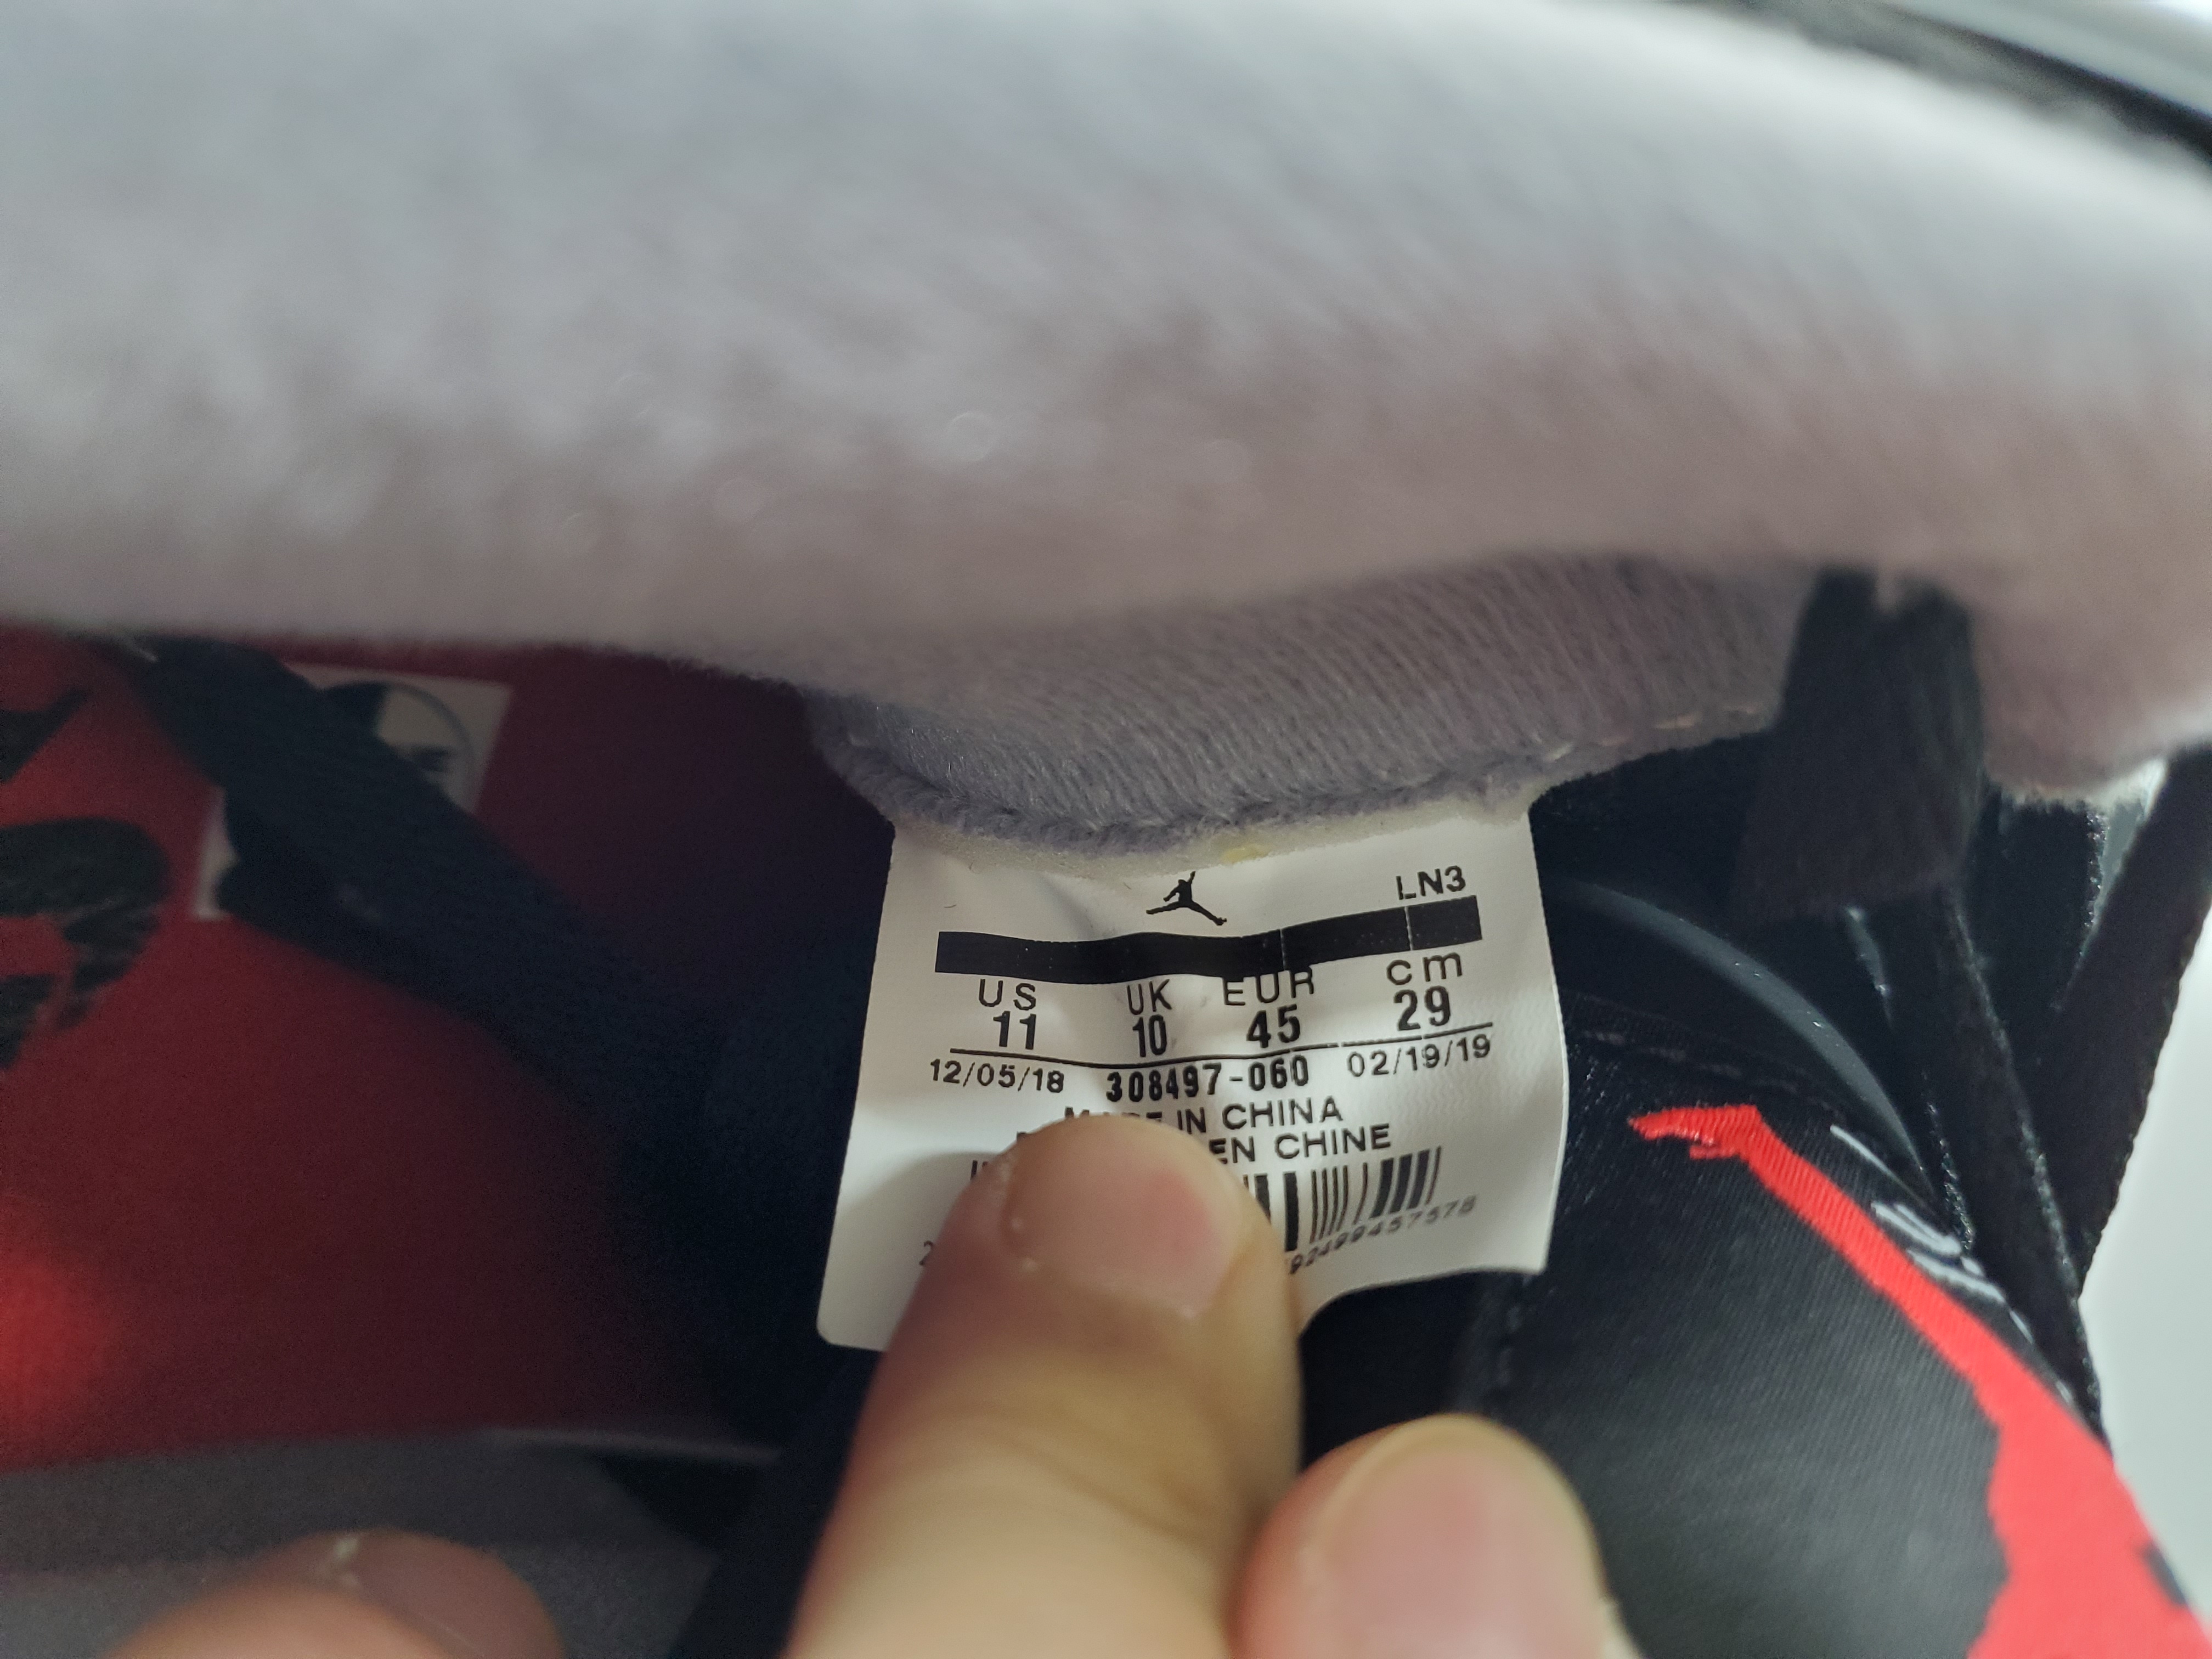 LN3
US UK EUR cm
11 10 45 29
12/05/18 308497-060 02/19/19
IN CHINA
EN CHINE
92499457578